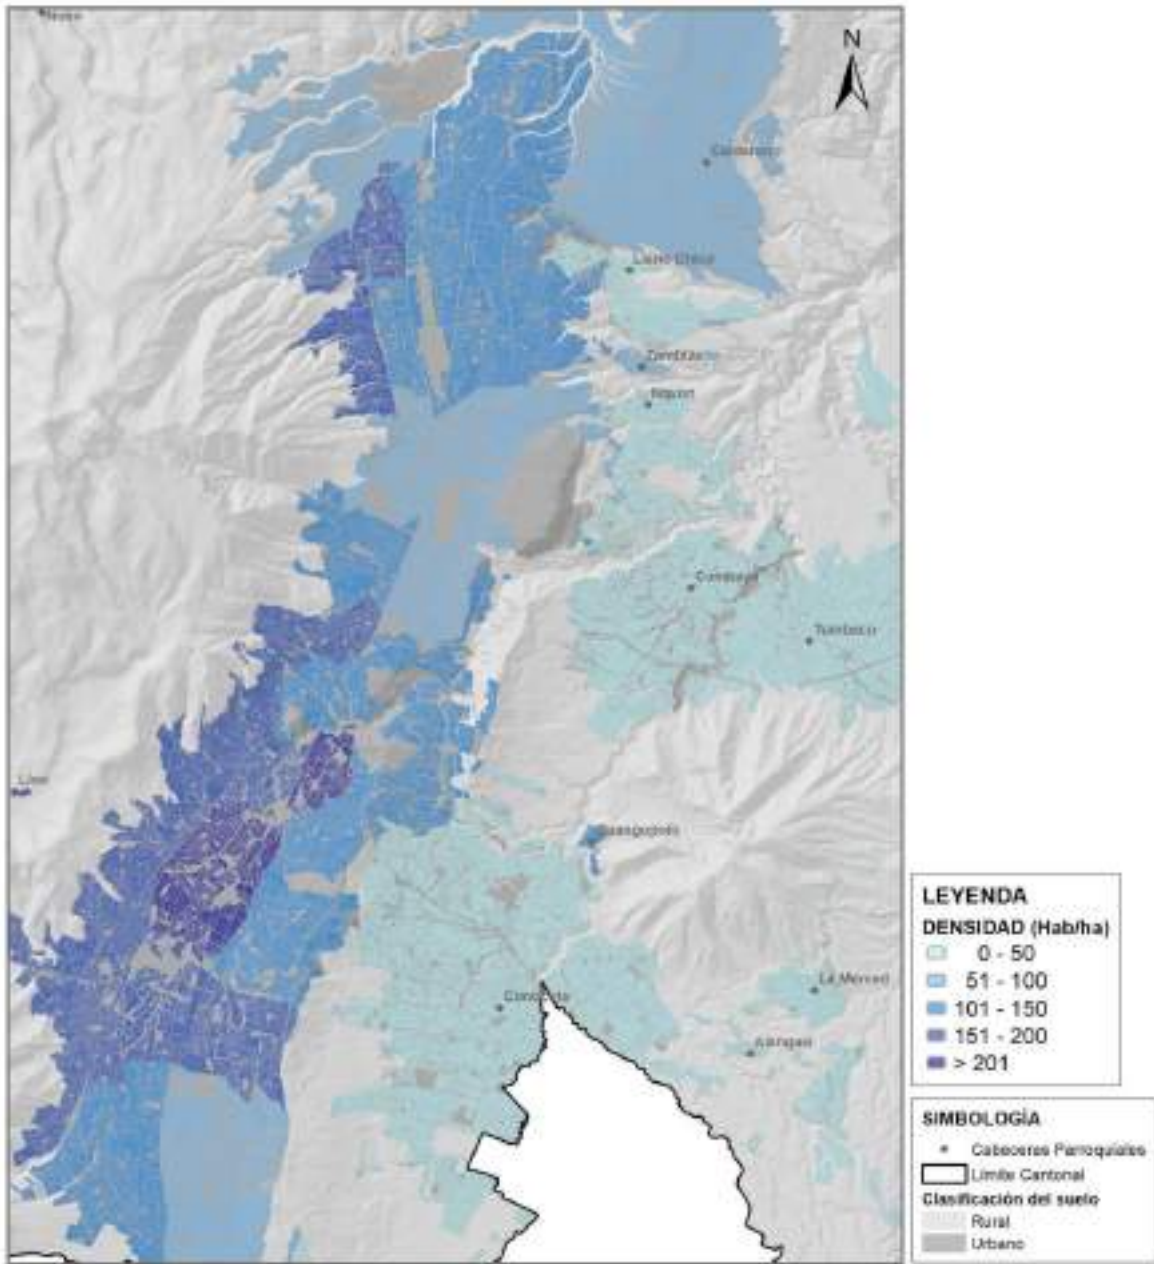 N
Llano Chico
Zámbiza
Nayón
Cumbayá
Tumbaco
Lloa
Guangopolo
La Merced
Conocoto
Alangasí
LEYENDA
DENSIDAD (Hab/ha)
0 - 50
51 - 100
101 - 150
151 - 200
> 201
SIMBOLOGÍA
Cabeceras Parroquiales
Límite Cantonal
Clasificación del suelo
Rural
Urbano